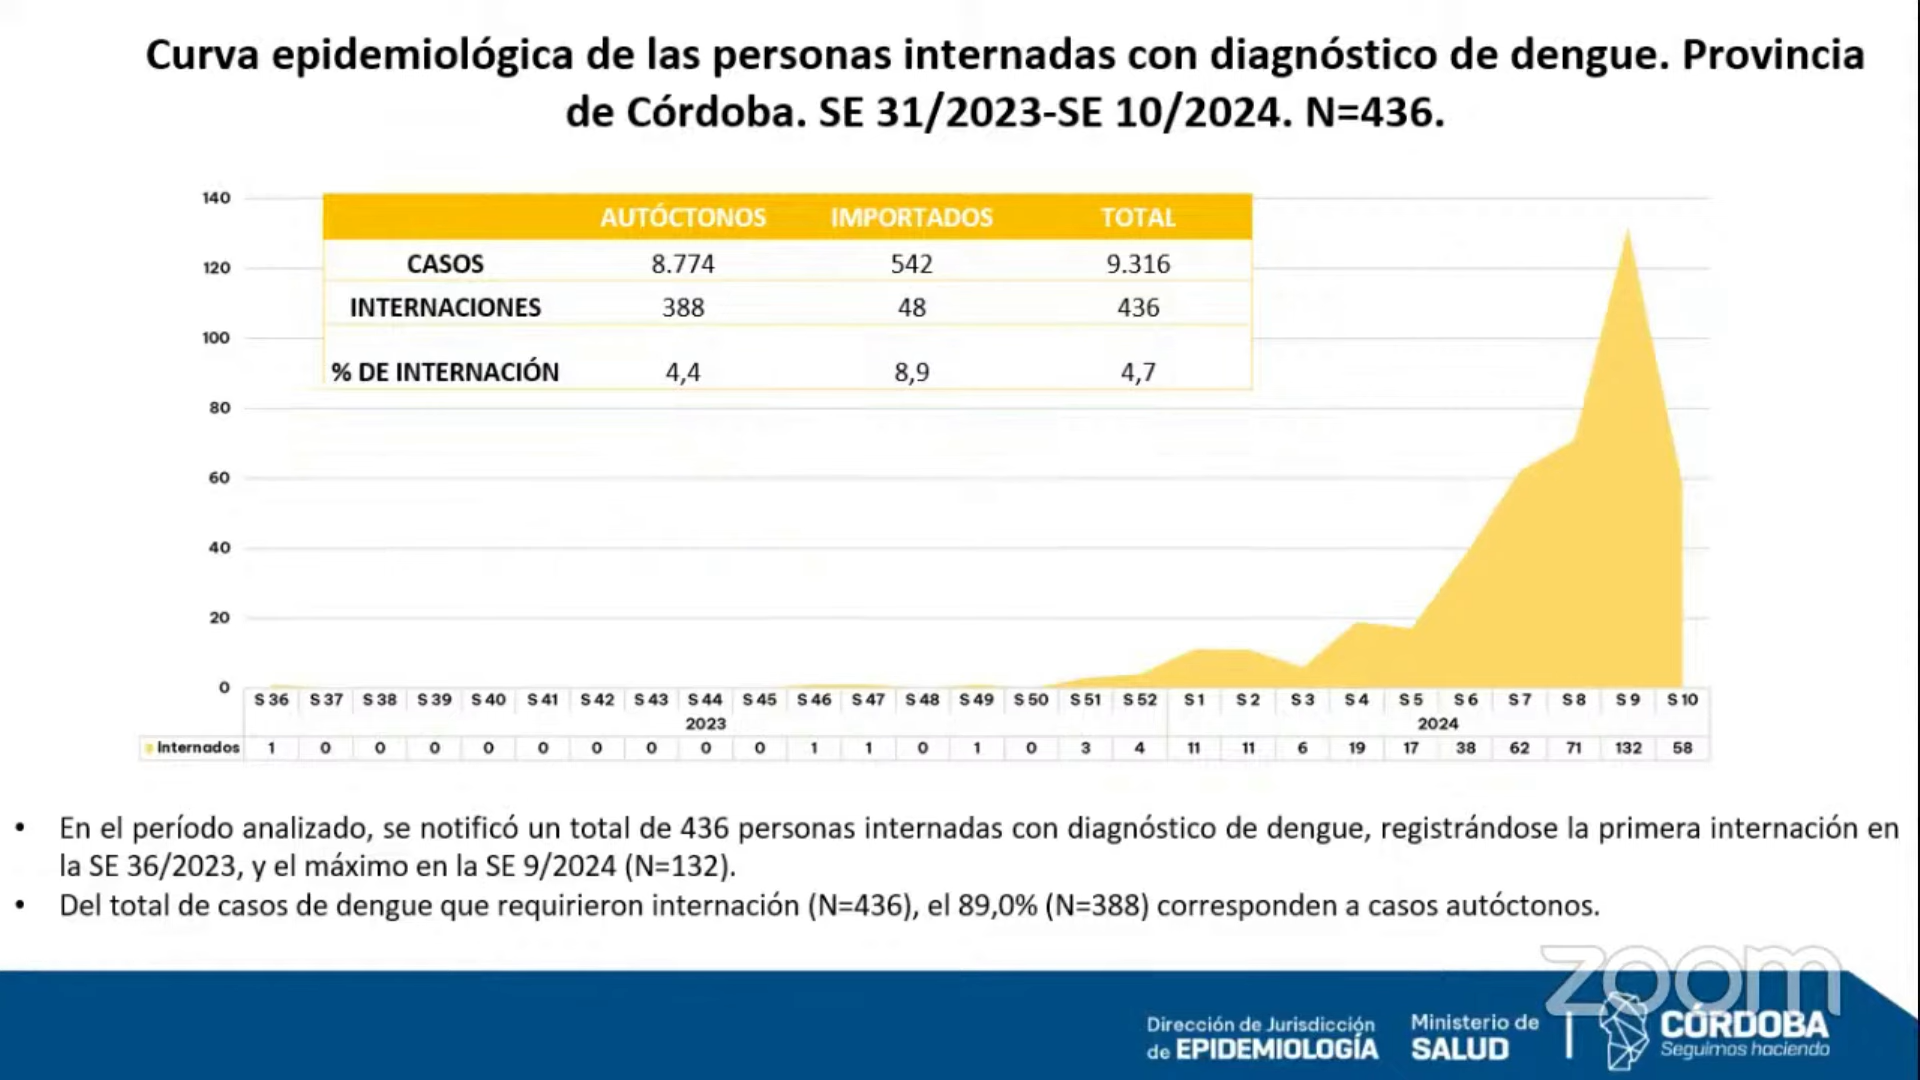 Curva epidemiológica de las personas internadas con diagnóstico de dengue. Provincia
de Córdoba. SE 31/2023-SE 10/2024. N=436.
AUTÓCTONOS IMPORTADOS TOTAL
CASOS 8.774 542 9.316
INTERNACIONES 388 48 436
% DE INTERNACIÓN 4,4 8,9 4,7
140
120
100
80
60
40
20
0
S 36 S 37 S 38 S 39 S 40 S 41 S 42 S 43 S 44 S 45 S 46 S 47 S 48 S 49 S 50 S 51 S 52 S 1 S 2 S 3 S 4 S 5 S 6 S 7 S 8 S 9 S 10
2023 2024
Internados 1 0 0 0 0 0 0 0 0 0 1 1 0 1 0 3 4 11 11 6 19 17 38 62 71 132 58
• En el período analizado, se notificó un total de 436 personas internadas con diagnóstico de dengue, registrándose la primera internación en
la SE 36/2023, y el máximo en la SE 9/2024 (N=132).
• Del total de casos de dengue que requirieron internación (N=436), el 89,0% (N=388) corresponden a casos autóctonos.
zoom
Dirección de Jurisdicción
de EPIDEMIOLOGÍA
Ministerio de
SALUD
CÓRDOBA
Seguimos haciendo